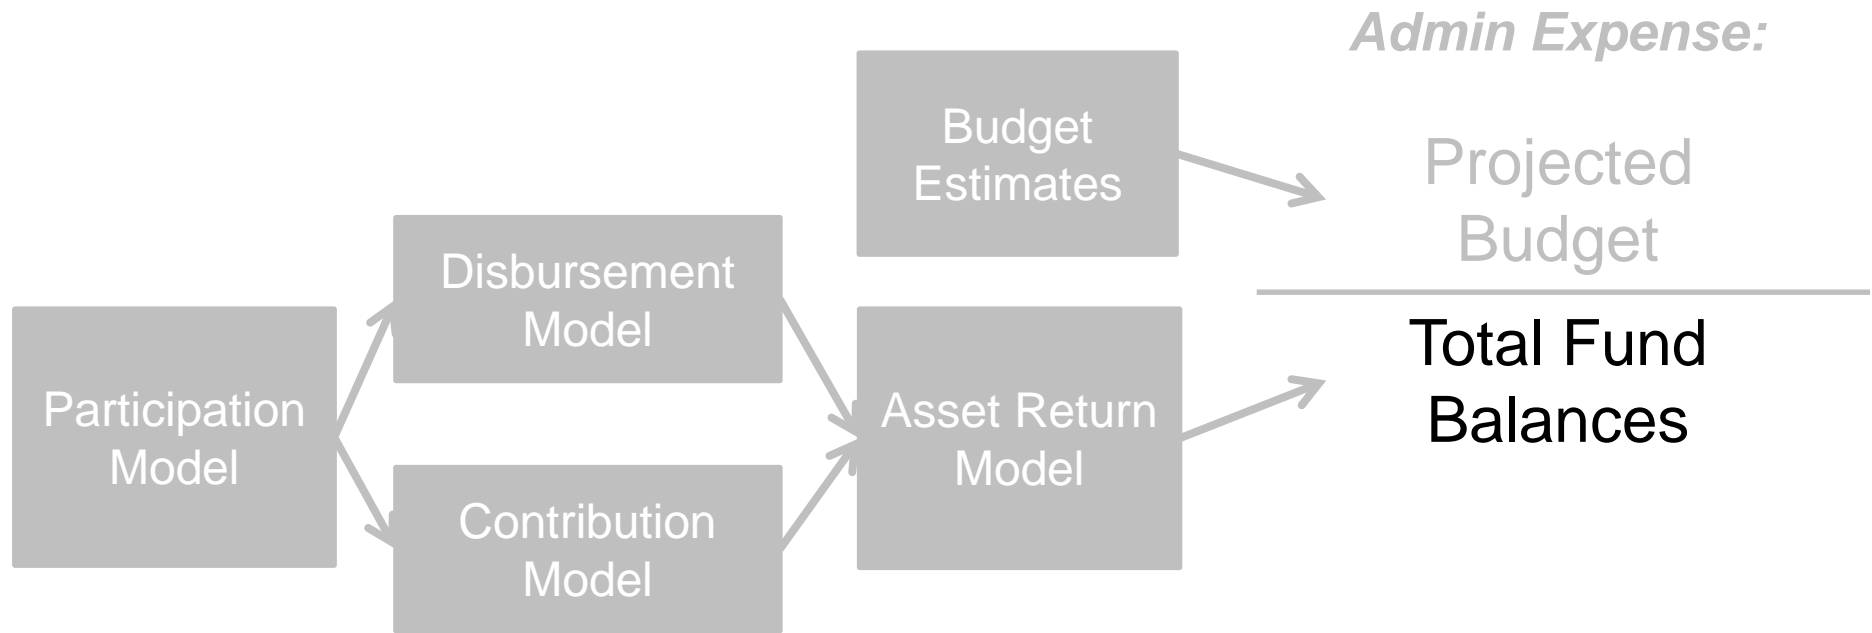 Admin Expense:
Budget
Estimates
Projected
Budget
Disbursement
Model
Participation
Model
Contribution
Model
Asset Return
Model
Total Fund
Balances